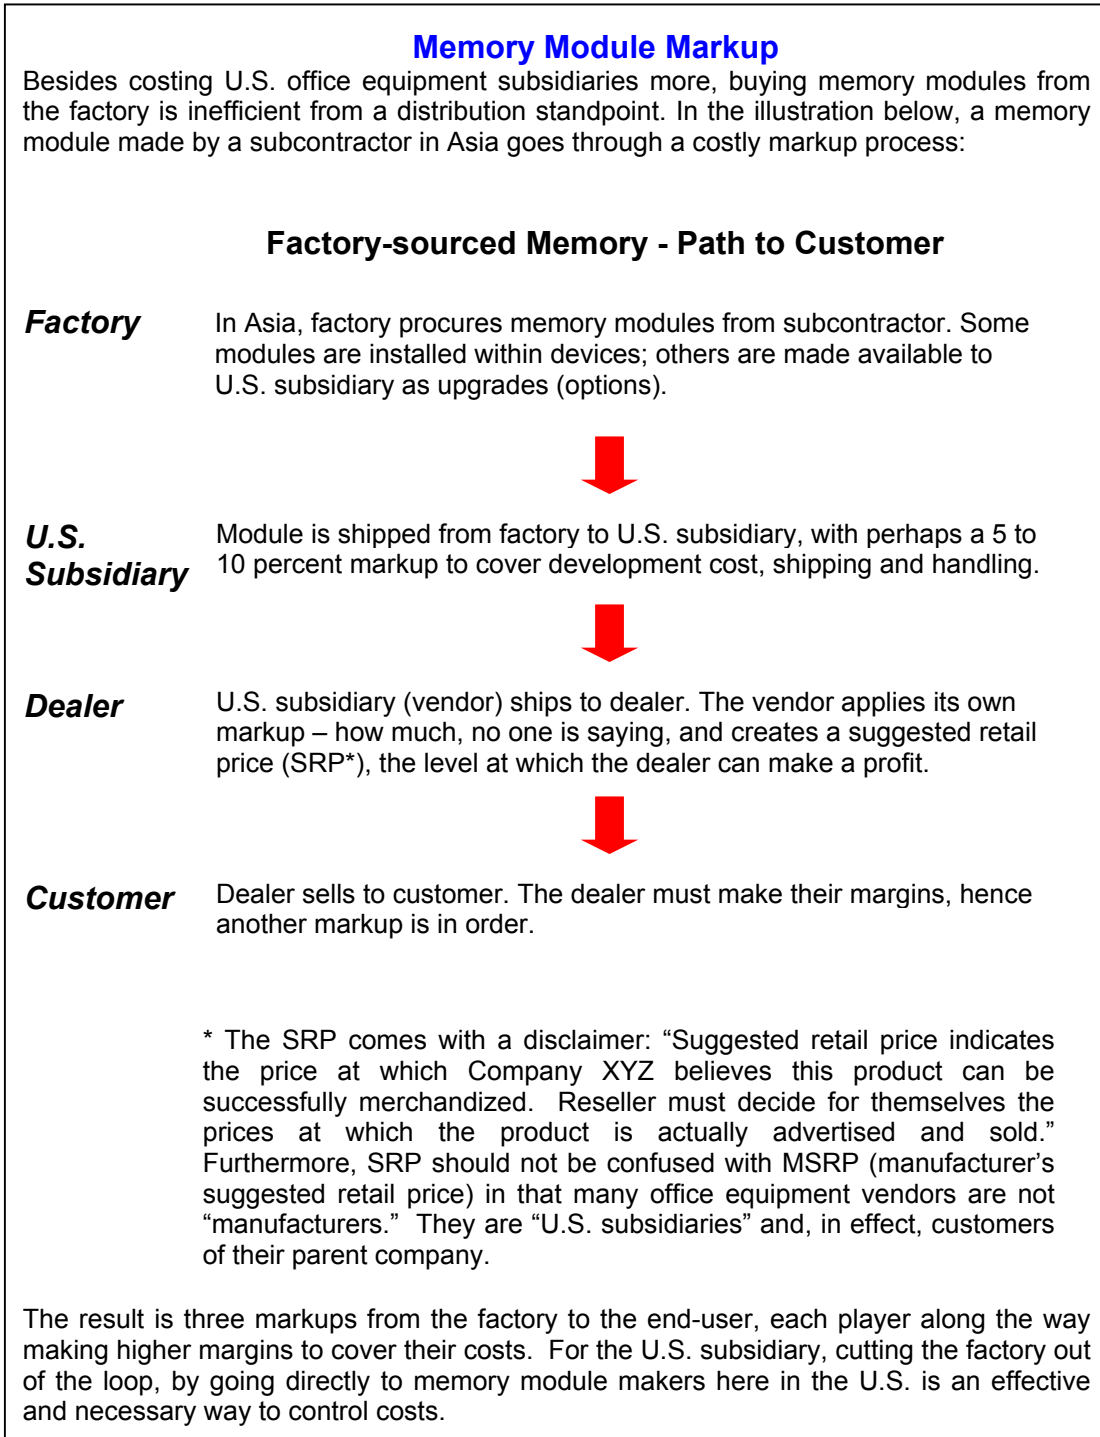 Memory Module Markup
Besides costing U.S. office equipment subsidiaries more, buying memory modules from
the factory is inefficient from a distribution standpoint. In the illustration below, a memory
module made by a subcontractor in Asia goes through a costly markup process:
Factory-sourced Memory - Path to Customer
Factory
In Asia, factory procures memory modules from subcontractor. Some
modules are installed within devices; others are made available to
U.S. subsidiary as upgrades (options).
U.S.
Subsidiary
Module is shipped from factory to U.S. subsidiary, with perhaps a 5 to
10 percent markup to cover development cost, shipping and handling.
Dealer
U.S. subsidiary (vendor) ships to dealer. The vendor applies its own
markup – how much, no one is saying, and creates a suggested retail
price (SRP*), the level at which the dealer can make a profit.
Customer
Dealer sells to customer. The dealer must make their margins, hence
another markup is in order.
* The SRP comes with a disclaimer: “Suggested retail price indicates
the price at which Company XYZ believes this product can be
successfully merchandized. Reseller must decide for themselves the
prices at which the product is actually advertised and sold.”
Furthermore, SRP should not be confused with MSRP (manufacturer’s
suggested retail price) in that many office equipment vendors are not
“manufacturers.” They are “U.S. subsidiaries” and, in effect, customers
of their parent company.
The result is three markups from the factory to the end-user, each player along the way
making higher margins to cover their costs. For the U.S. subsidiary, cutting the factory out
of the loop, by going directly to memory module makers here in the U.S. is an effective
and necessary way to control costs.